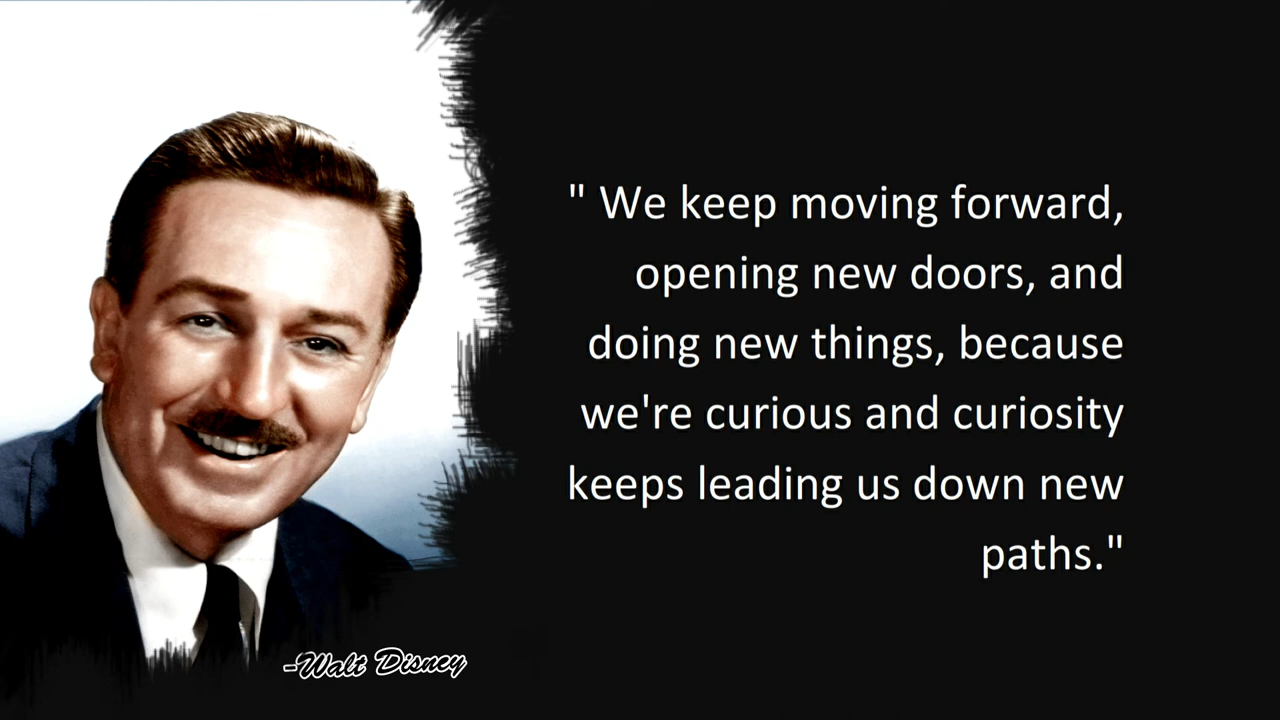 " We keep moving forward,
opening new doors, and
doing new things, because
we're curious and curiosity
keeps leading us down new
paths."
-Walt Disney